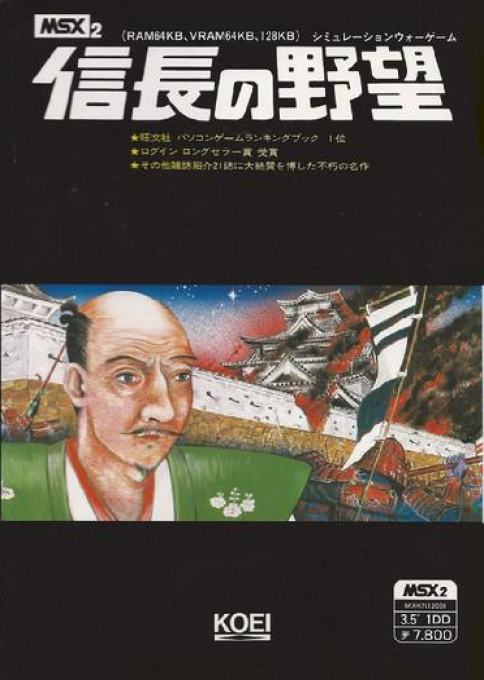 MSX2
(RAM64KB、VRAM64KB、128KB) シミュレーションウォーゲーム
信長の野望
★旺文社 パソコンゲームランキングブック 1位
★ログイン ロングセラー賞 受賞
★その他雑誌紹介21誌に大絶賛を博した不朽の名作
KOEI
MSX2
3.5" 1DD
¥7,800